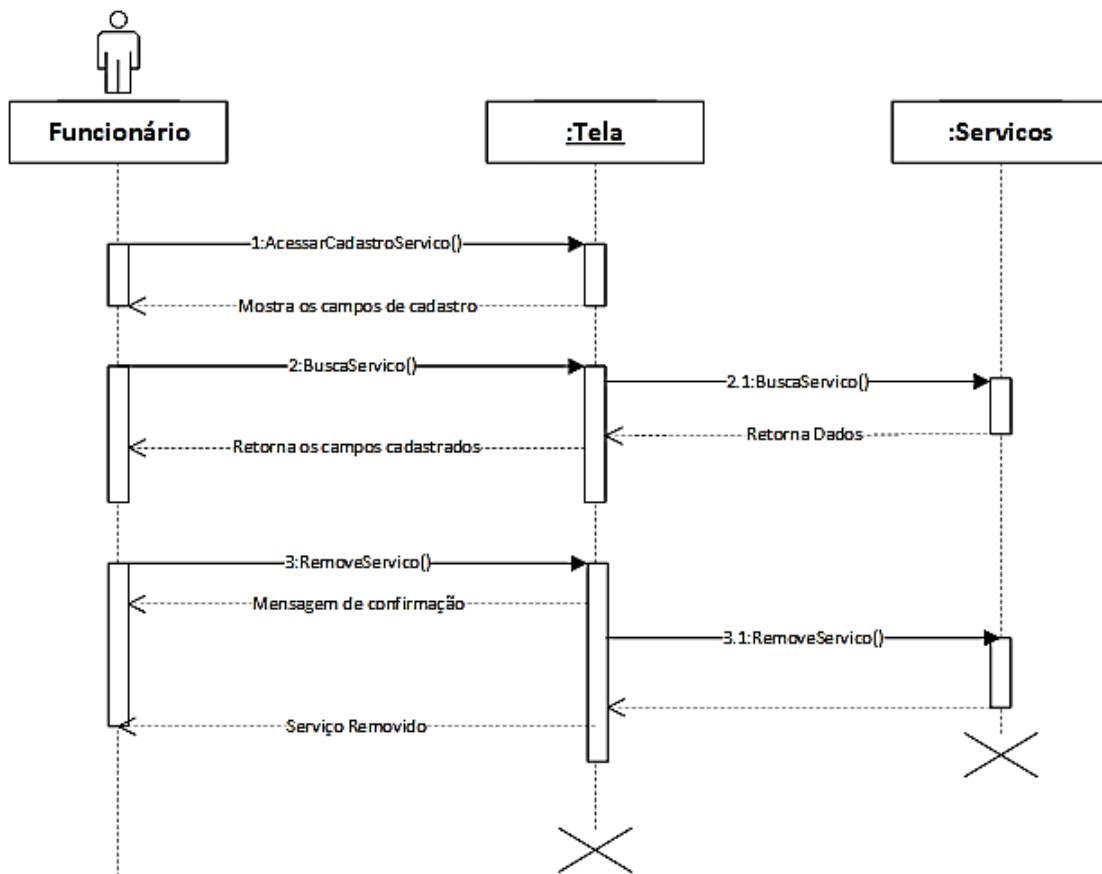 Funcionário
:Tela
:Servicos
1:AcessarCadastroServico()
Mostra os campos de cadastro
2:BuscaServico()
2.1:BuscaServico()
Retorna Dados
Retorna os campos cadastrados
3:RemoveServico()
Mensagem de confirmação
3.1:RemoveServico()
Serviço Removido